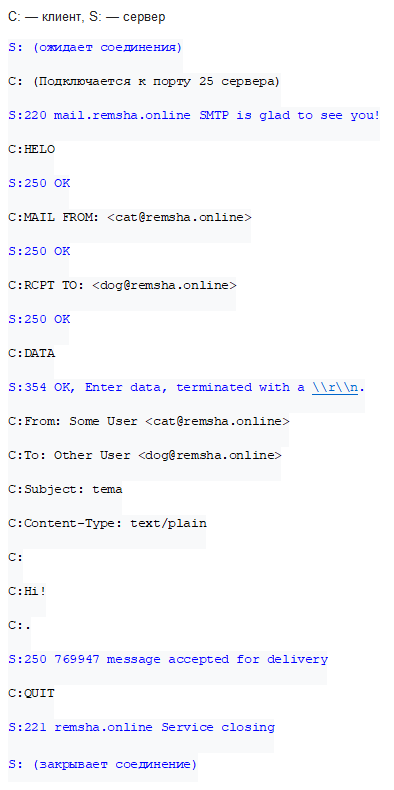 C: — клиент, S: — сервер
S: (ожидает соединения)
C: (Подключается к порту 25 сервера)
S:220 mail.remsha.online SMTP is glad to see you!
C:HELO
S:250 OK
C:MAIL FROM: <cat@remsha.online>
S:250 OK
C:RCPT TO: <dog@remsha.online>
S:250 OK
C:DATA
S:354 OK, Enter data, terminated with a \\r\\n.
C:From: Some User <cat@remsha.online>
C:To: Other User <dog@remsha.online>
C:Subject: tema
C:Content-Type: text/plain
C:
C:Hi!
C:.
S:250 769947 message accepted for delivery
C:QUIT
S:221 remsha.online Service closing
S: (закрывает соединение)